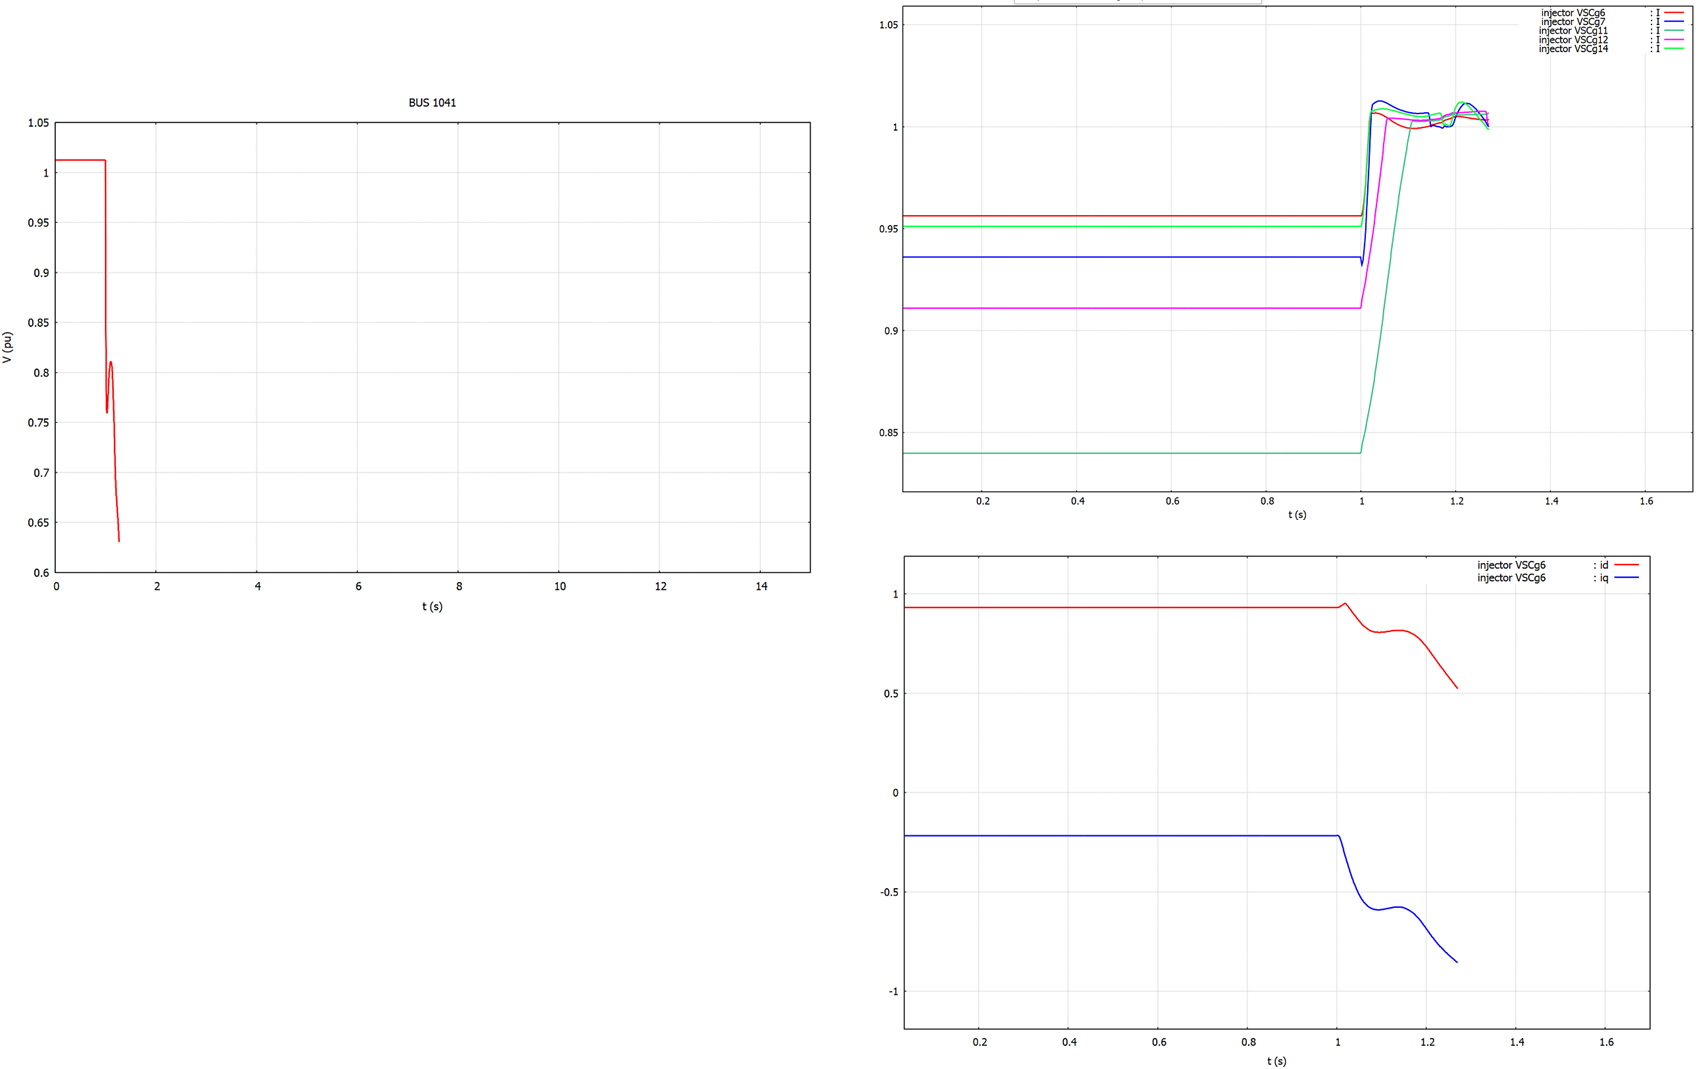 BUS 1041
1.05
1
0.95
0.9
0.85
0.8
0.75
0.7
0.65
0.6
V (pu)
0 2 4 6 8 10 12 14
t (s)
injector VSCg6 : I
injector VSCg7 : I
injector VSCg11 : I
injector VSCg12 : I
injector VSCg14 : I
1.05
1
0.95
0.9
0.85
0.2 0.4 0.6 0.8 1 1.2 1.4 1.6
t (s)
injector VSCg6 : id
injector VSCg6 : iq
1
0.5
0
-0.5
-1
0.2 0.4 0.6 0.8 1 1.2 1.4 1.6
t (s)